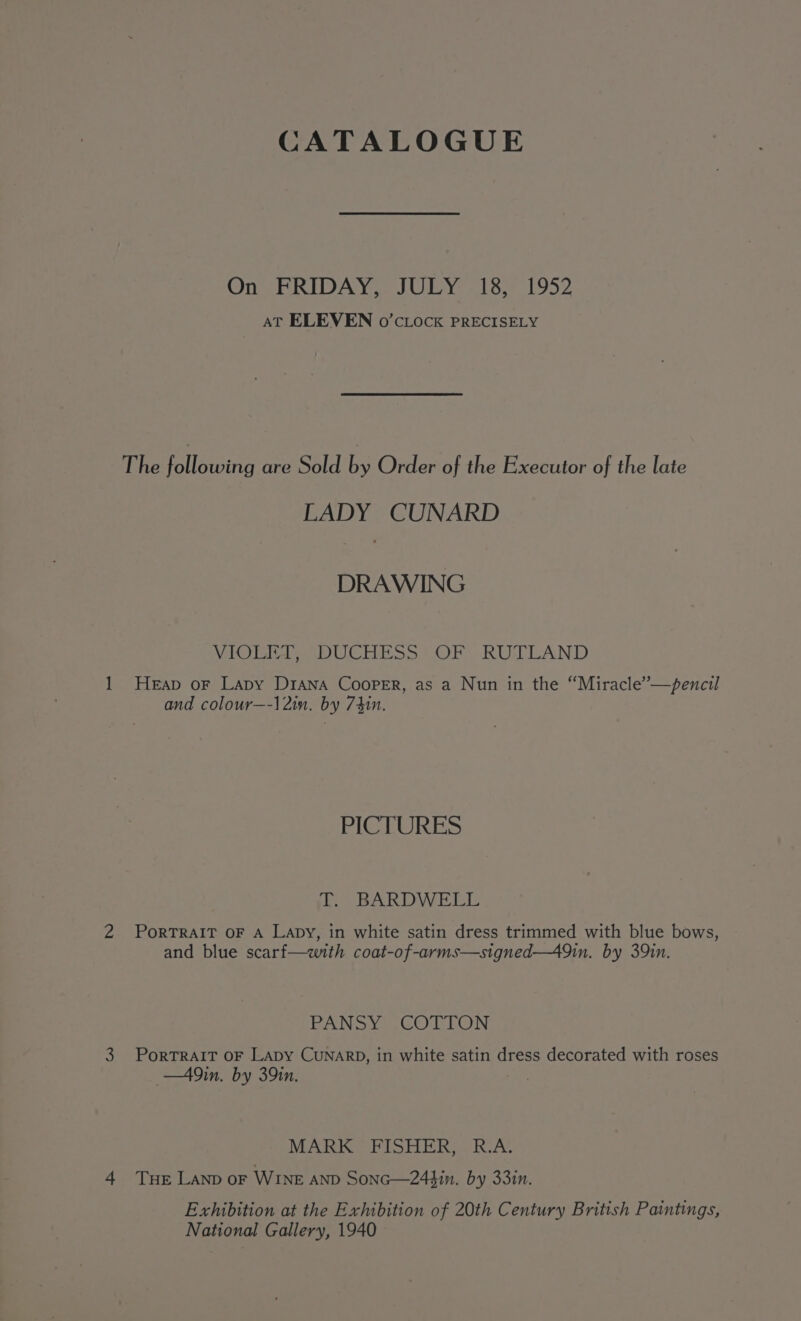 CATALOGUE
On FRIDAY, JULY 18, 1952
AT ELEVEN O'CLOCK PRECISELY
The following are Sold by Order of the Executor of the late
LADY CUNARD
DRAWING
VIOLET, DUCHESS OF RUTLAND
1 HEAD OF LADY DIANA COOPER, as a Nun in the “Miracle”—pencil
and colour—-12in. by 7½in.
PICTURES
T. BARDWELL
2 PORTRAIT OF A LADY, in white satin dress trimmed with blue bows,
and blue scarf—with coat-of-arms—signed—49in. by 39in.
PANSY COTTON
3 PORTRAIT OF LADY CUNARD, in white satin dress decorated with roses
—49in. by 39in.
MARK FISHER, R.A.
4 THE LAND OF WINE AND SONG—24½in. by 33in.
Exhibition at the Exhibition of 20th Century British Paintings,
National Gallery, 1940